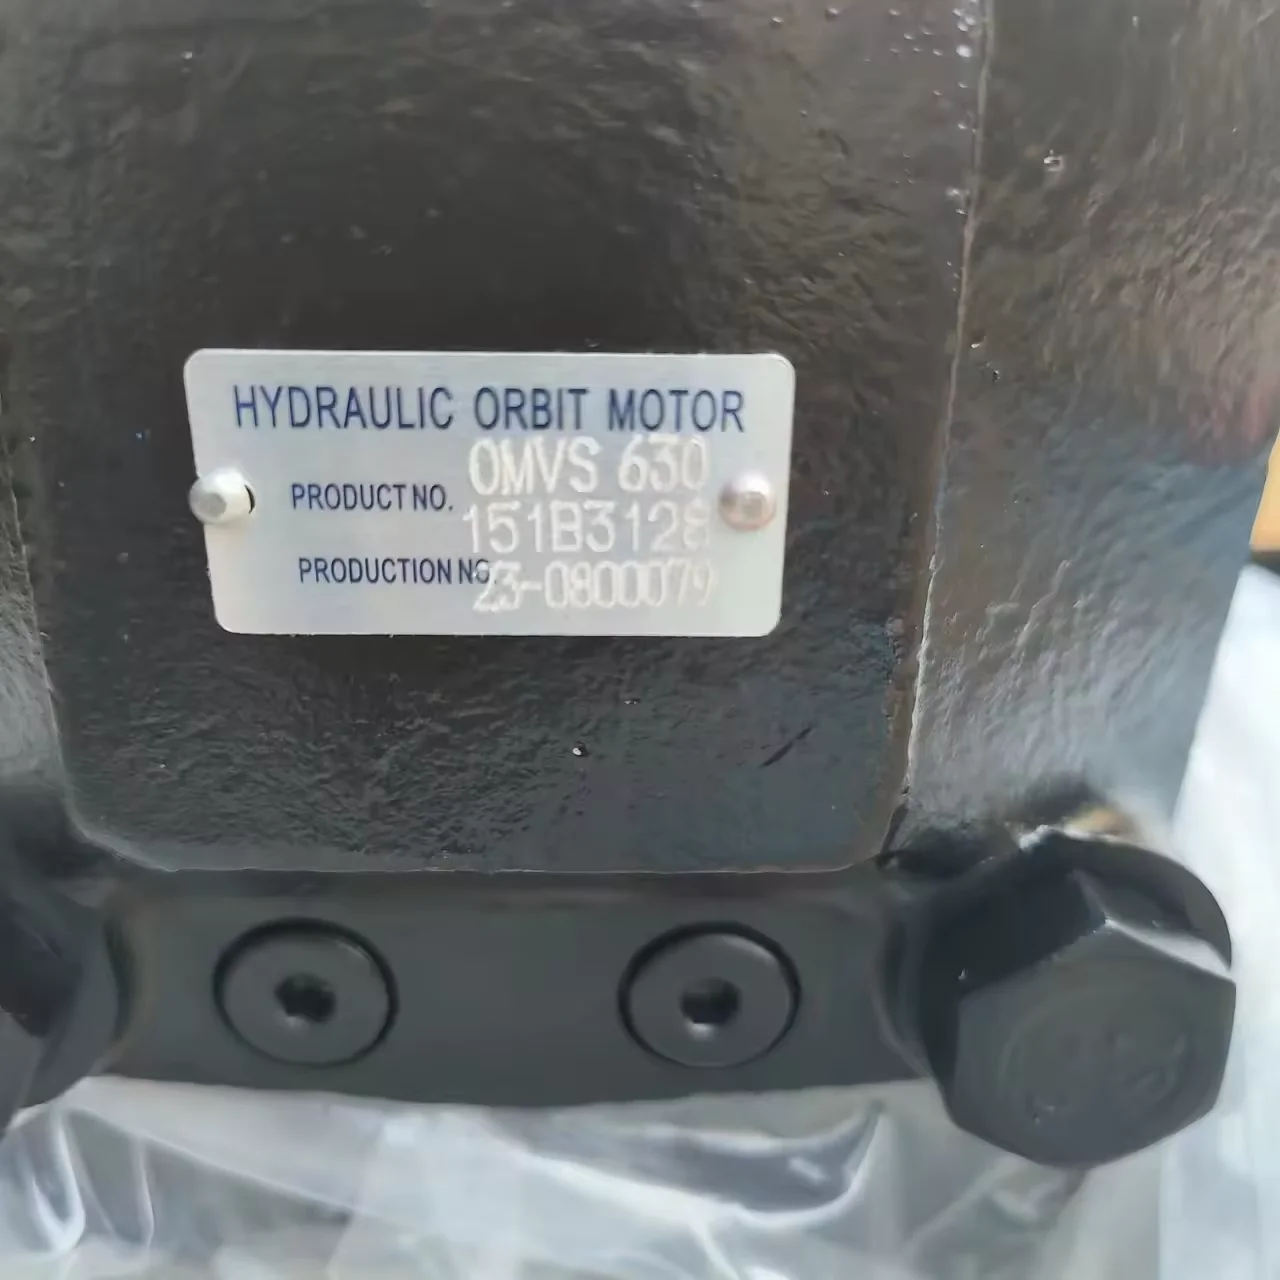 HYDRAULIC ORBIT MOTOR
OMVS 630
PRODUCT NO. 151B3128
PRODUCTION NO. 23-0800079